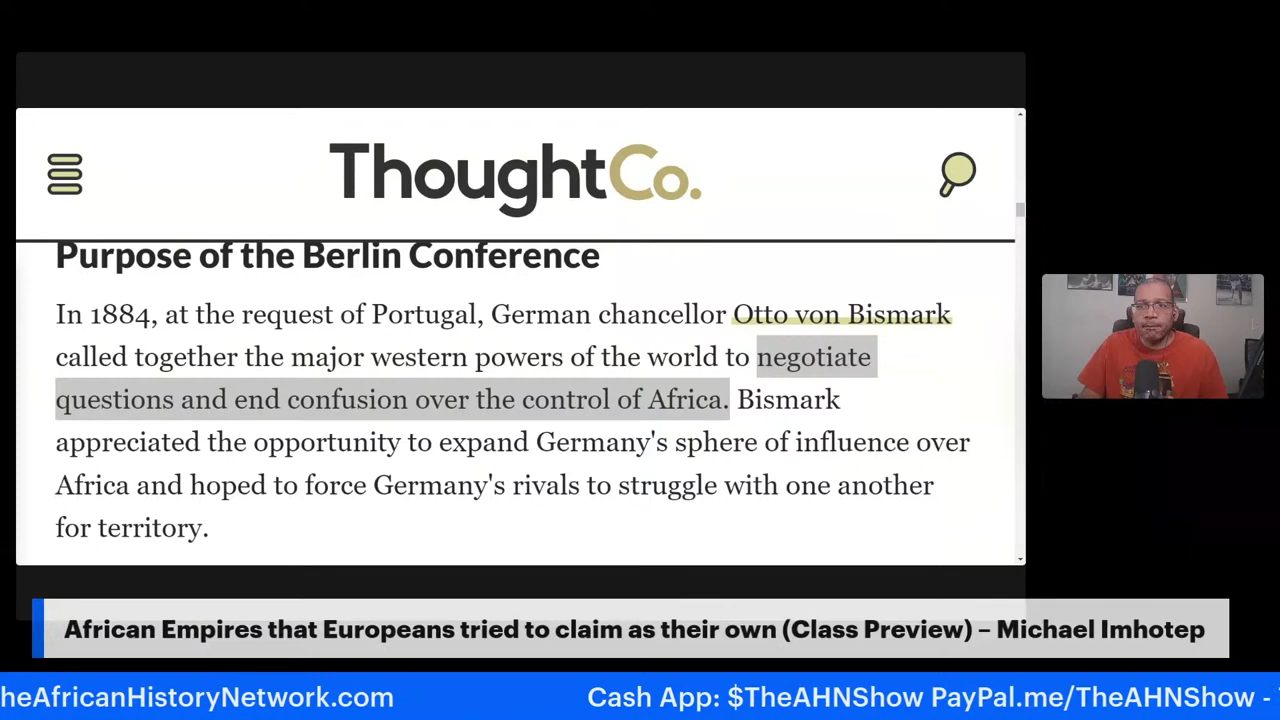 ThoughtCo.
Purpose of the Berlin Conference
In 1884, at the request of Portugal, German chancellor Otto von Bismark
called together the major western powers of the world to negotiate
questions and end confusion over the control of Africa. Bismark
appreciated the opportunity to expand Germany's sphere of influence over
Africa and hoped to force Germany's rivals to struggle with one another
for territory.
African Empires that Europeans tried to claim as their own (Class Preview) – Michael Imhotep
heAfricanHistoryNetwork.com Cash App: $TheAHNShow PayPal.me/TheAHNShow -